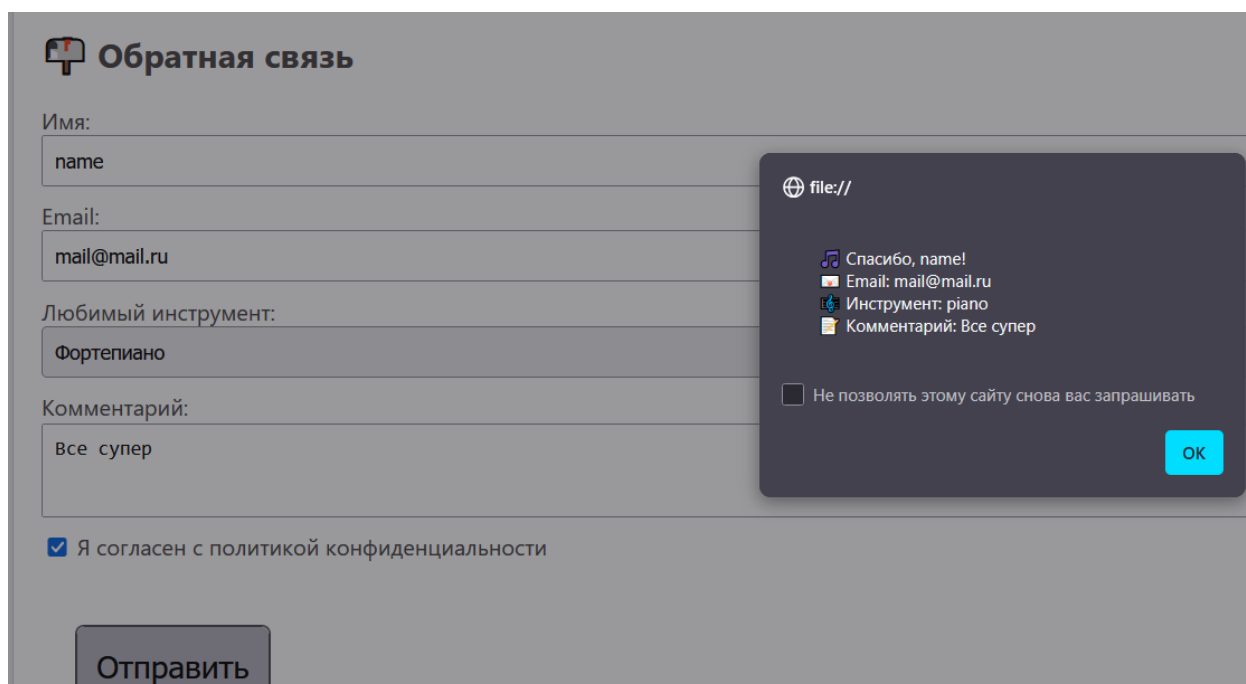 Обратная связь
Имя:
name
Email:
mail@mail.ru
Любимый инструмент:
Фортепиано
Комментарий:
Все супер
Я согласен с политикой конфиденциальности
Отправить
file://
Спасибо, name!
Email: mail@mail.ru
Инструмент: piano
Комментарий: Все супер
Не позволять этому сайту снова вас запрашивать
ОК